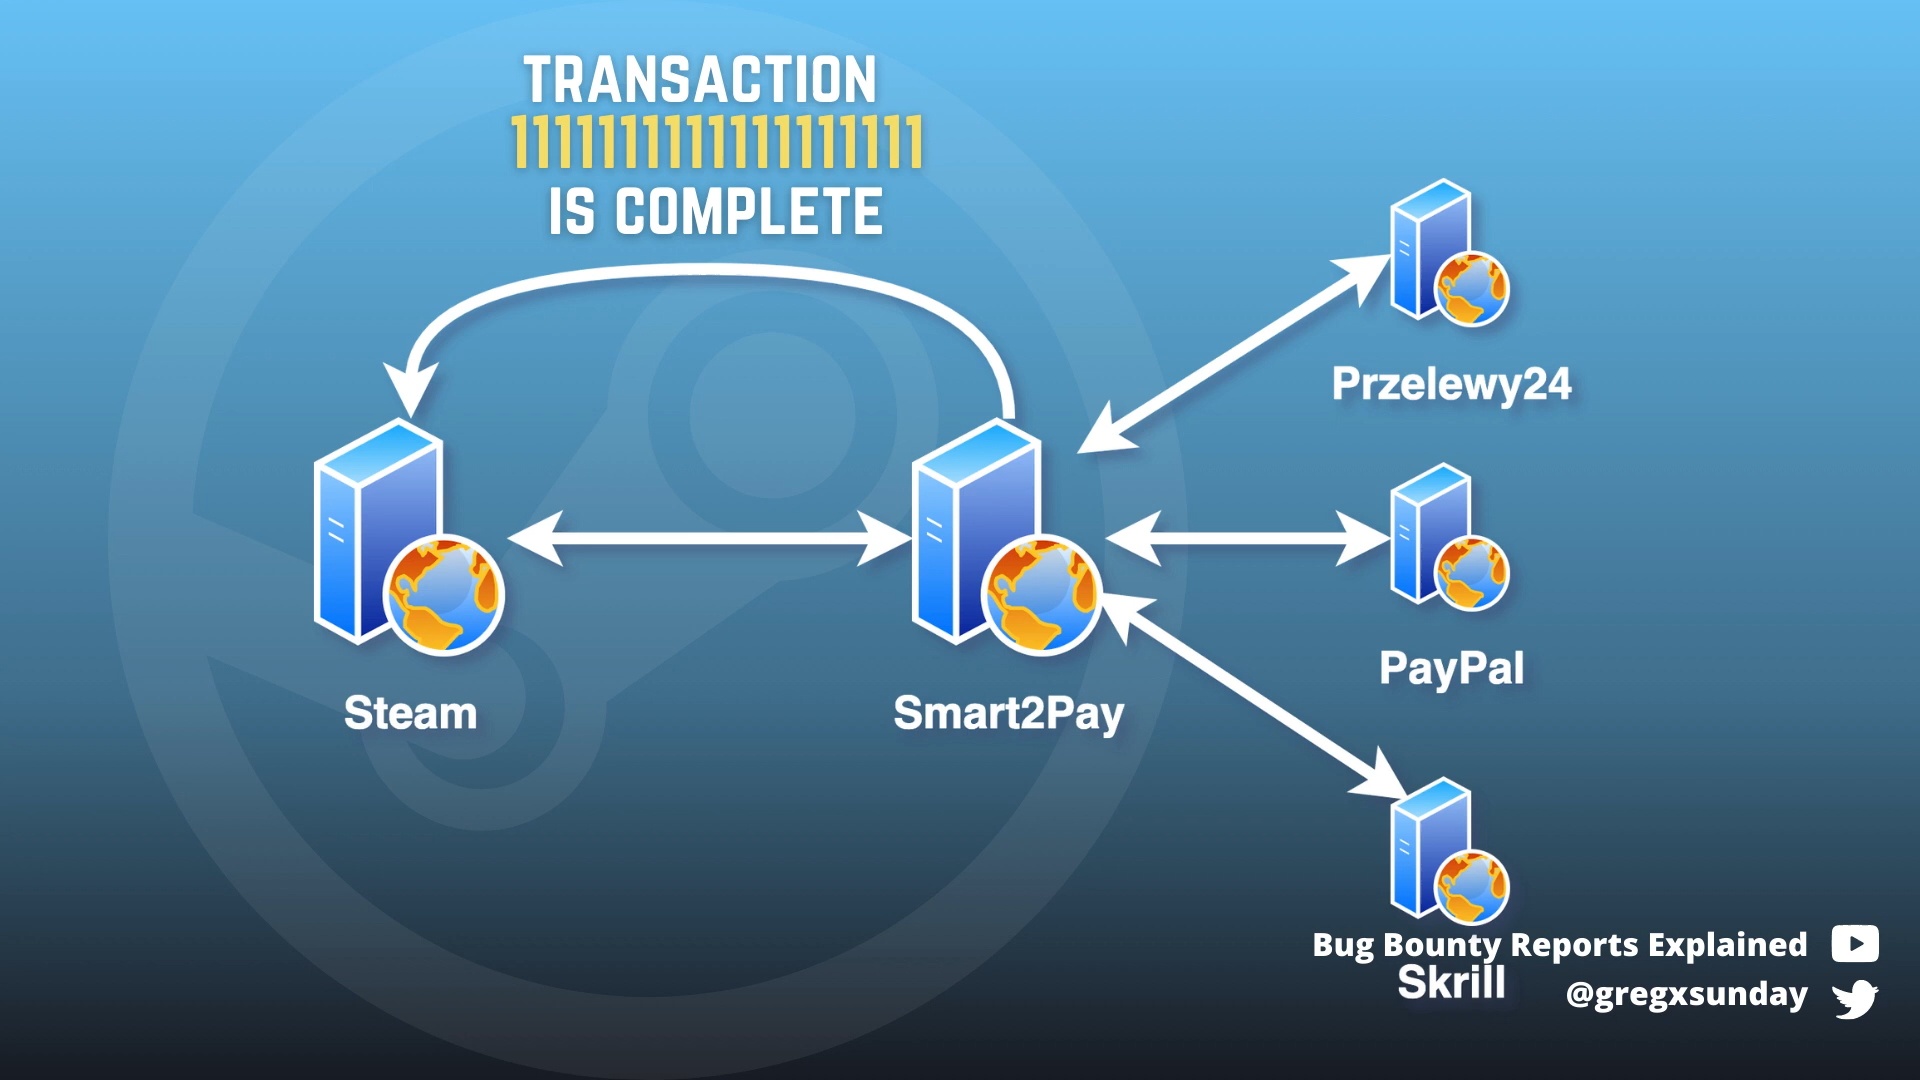 TRANSACTION
1111111111111111111
IS COMPLETE
Przelewy24
PayPal
Steam
Smart2Pay
Bug Bounty Reports Explained
Skrill
@gregxsunday